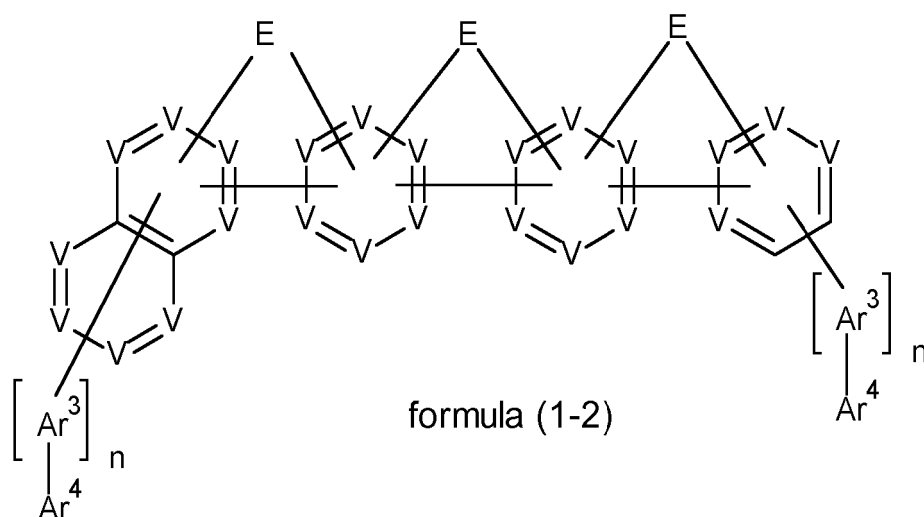 E E E
V V V V
V V V V V V V V
V V V V V V
V V V
V V [Ar³]n
V
Ar⁴
formula (1-2)
[Ar³]n
Ar⁴